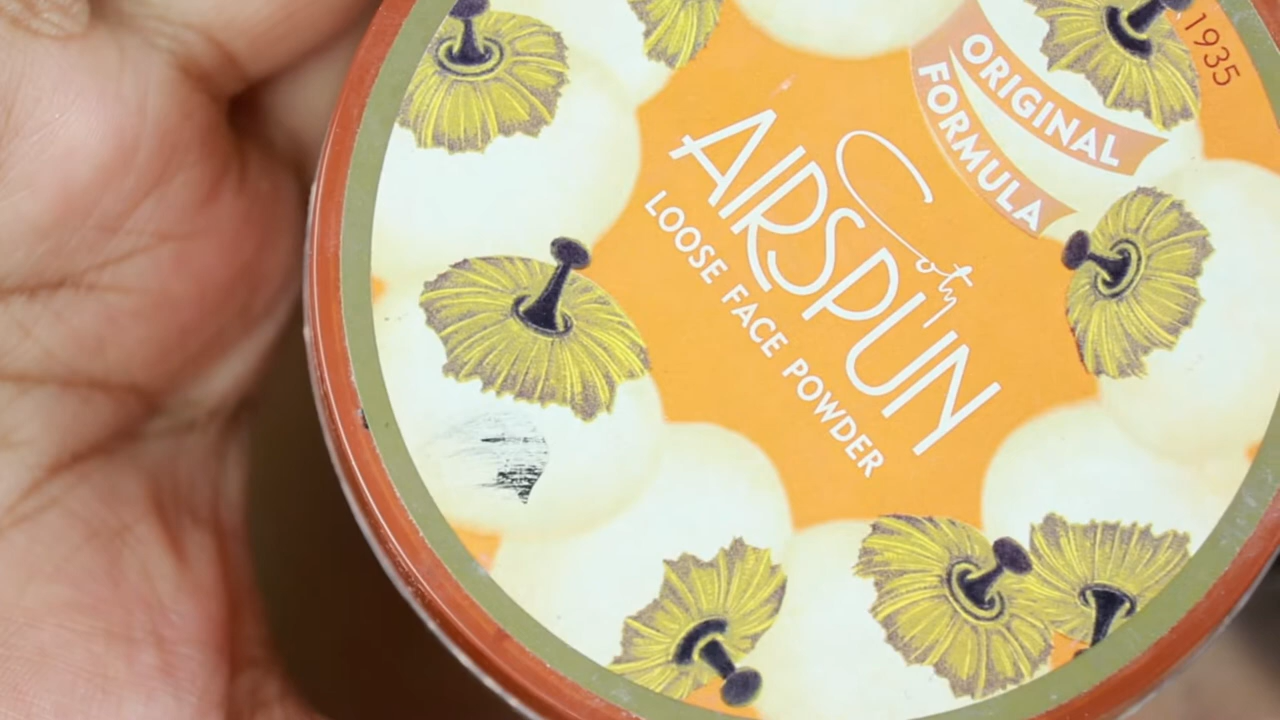 1935
ORIGINAL
FORMULA
Coty
AIRSPUN
LOOSE FACE POWDER